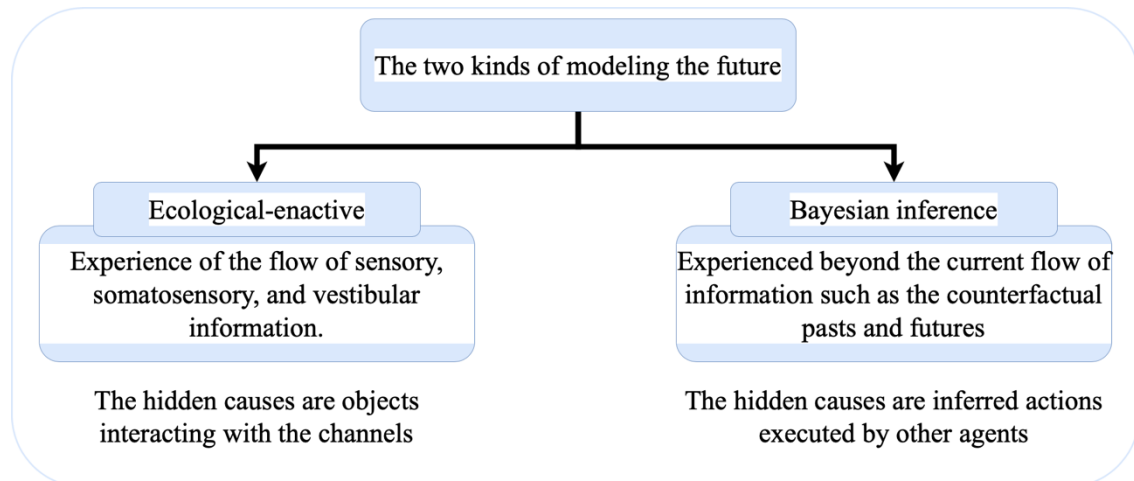 The two kinds of modeling the future
Ecological-enactive
Experience of the flow of sensory,
somatosensory, and vestibular
information.
The hidden causes are objects
interacting with the channels
Bayesian inference
Experienced beyond the current flow of
information such as the counterfactual
pasts and futures
The hidden causes are inferred actions
executed by other agents